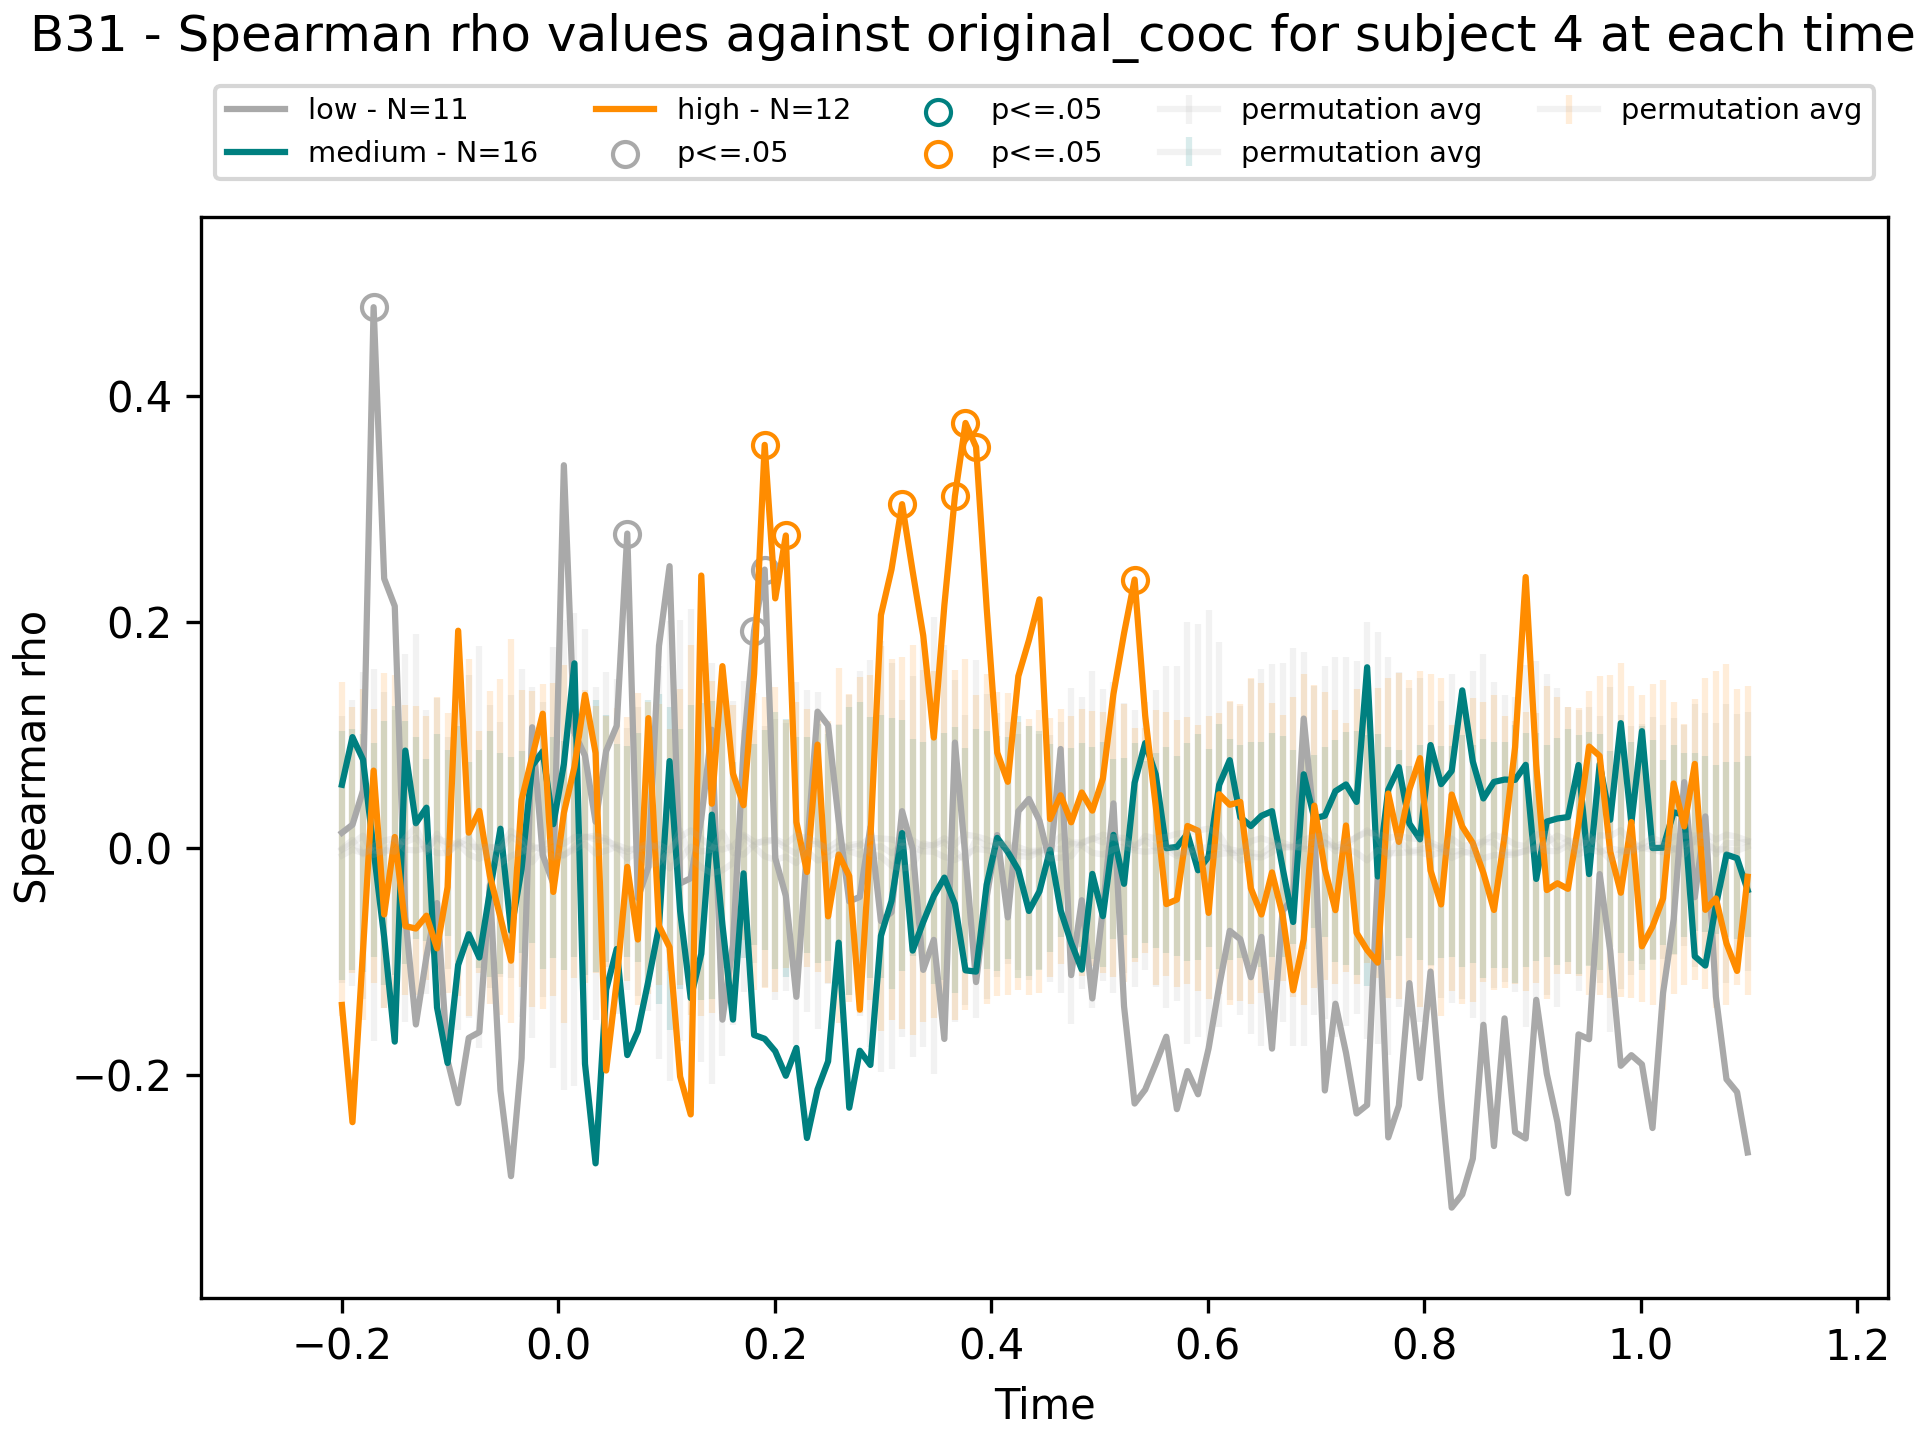 B31 - Spearman rho values against original_cooc for subject 4 at each time
low - N=11 high - N=12 p<=.05 permutation avg permutation avg
medium - N=16 p<=.05 p<=.05 permutation avg
Spearman rho
0.4
0.2
0.0
−0.2
−0.2 0.0 0.2 0.4 0.6 0.8 1.0 1.2
Time